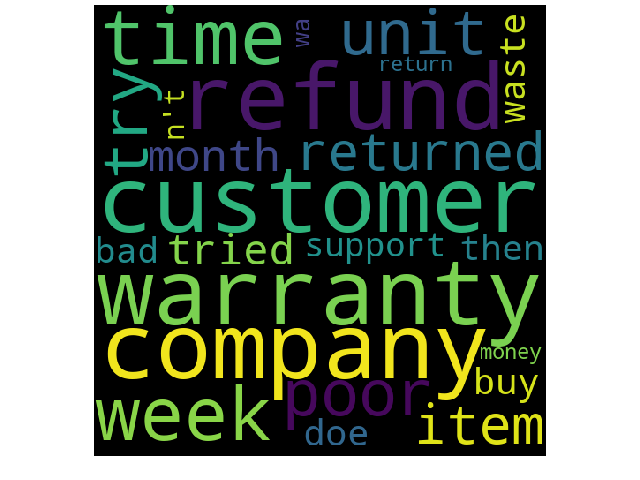 time wa unit
return
try n't refund waste
month returned
customer
bad tried support then
warranty
company
money
week poor buy
doe item